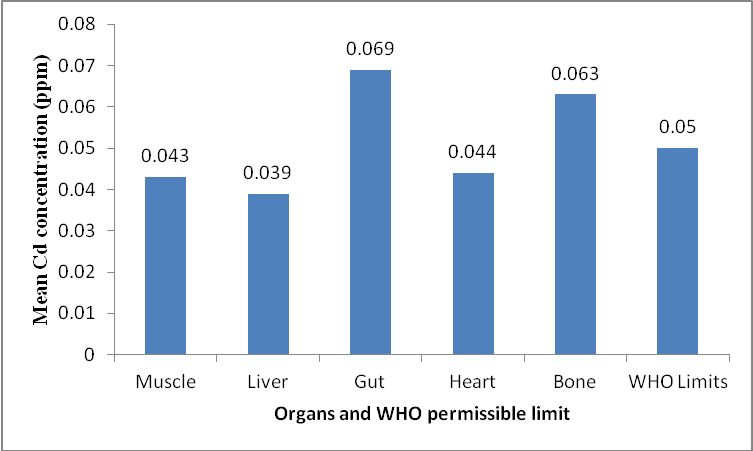 Mean Cd concentration (ppm)
0.08
0.07
0.06
0.05
0.04
0.03
0.02
0.01
0
0.043
0.039
0.069
0.044
0.063
0.05
Muscle
Liver
Gut
Heart
Bone
WHO Limits
Organs and WHO permissible limit